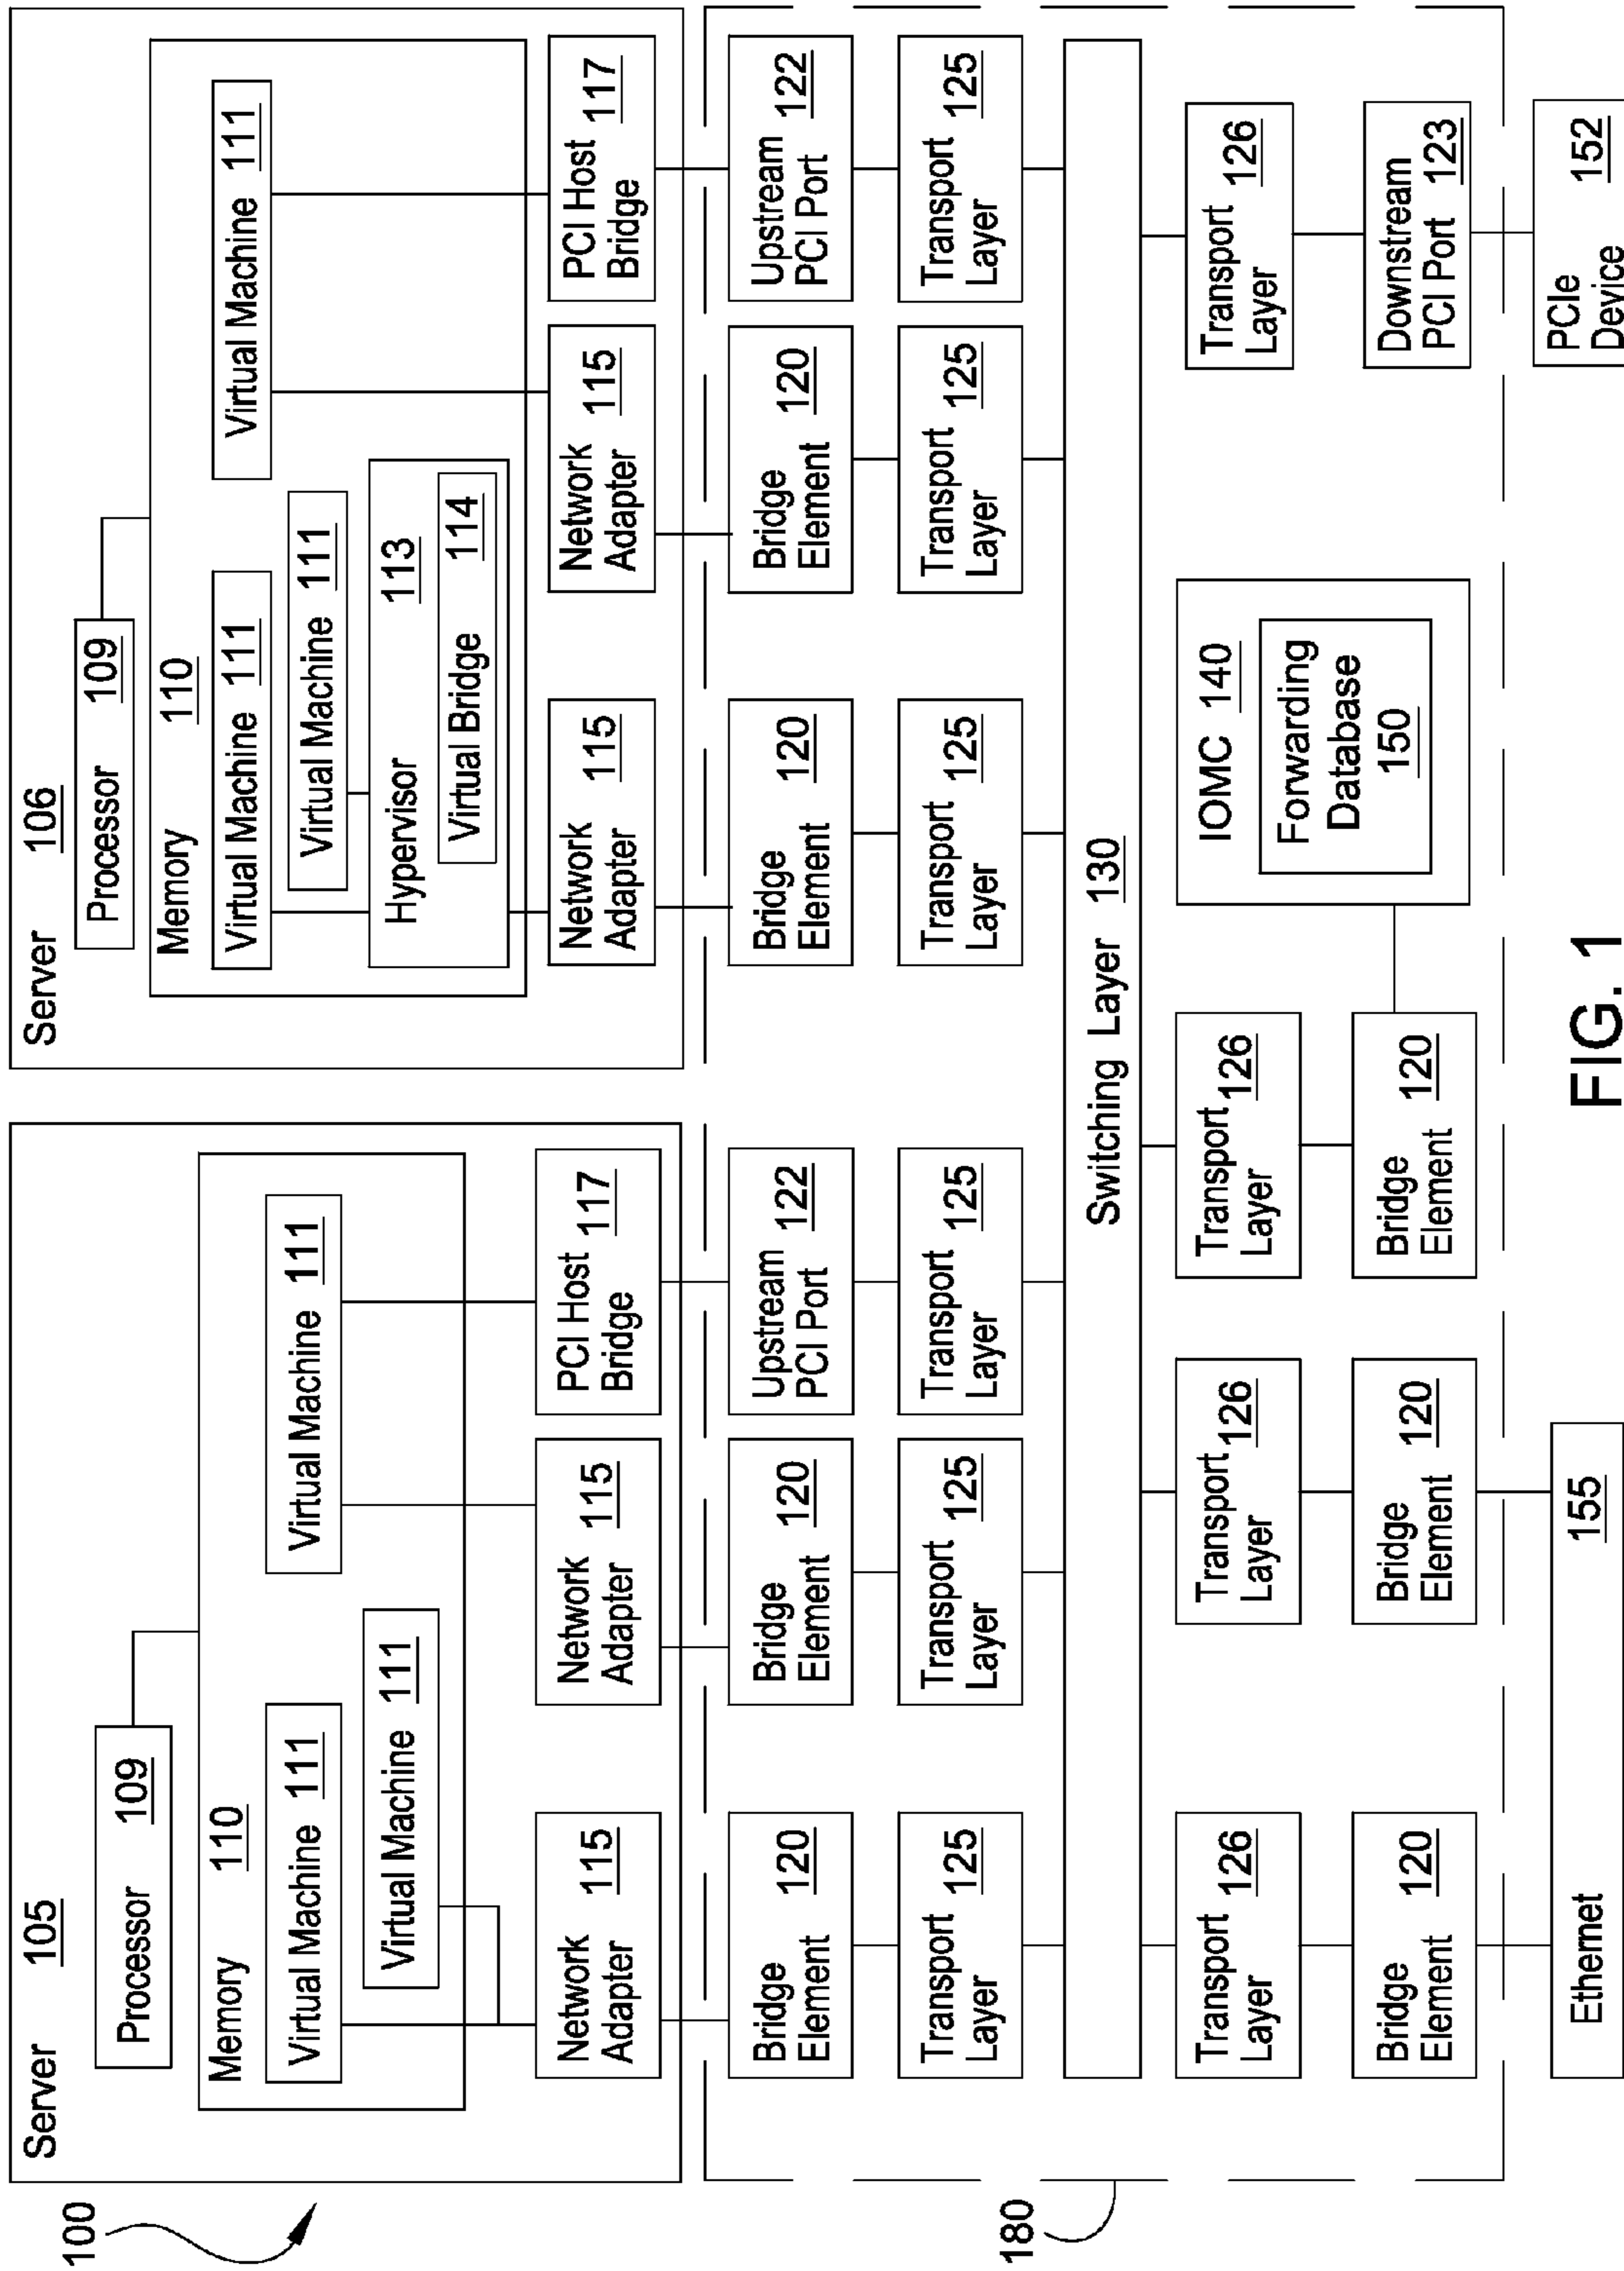 100
Server 105
Processor 109
Memory 110
Virtual Machine 111
Virtual Machine 111
Virtual Machine 111
Network
Adapter 115
Network
Adapter 115
PCI Host
Bridge 117
Server 106
Processor 109
Memory 110
Virtual Machine 111
Virtual Machine 111
Virtual Machine 111
Hypervisor 113
Virtual Bridge 114
Network
Adapter 115
Network
Adapter 115
PCI Host
Bridge 117
180
Bridge
Element 120
Bridge
Element 120
Upstream
PCI Port 122
Bridge
Element 120
Bridge
Element 120
Upstream
PCI Port 122
Transport
Layer 125
Transport
Layer 125
Transport
Layer 125
Transport
Layer 125
Transport
Layer 125
Transport
Layer 125
Switching Layer 130
Transport
Layer 126
Transport
Layer 126
Transport
Layer 126
IOMC 140
Forwarding
Database
150
Transport
Layer 126
Bridge
Element 120
Bridge
Element 120
Bridge
Element 120
Downstream
PCI Port 123
Ethernet 155
PCIe
Device 152
FIG. 1